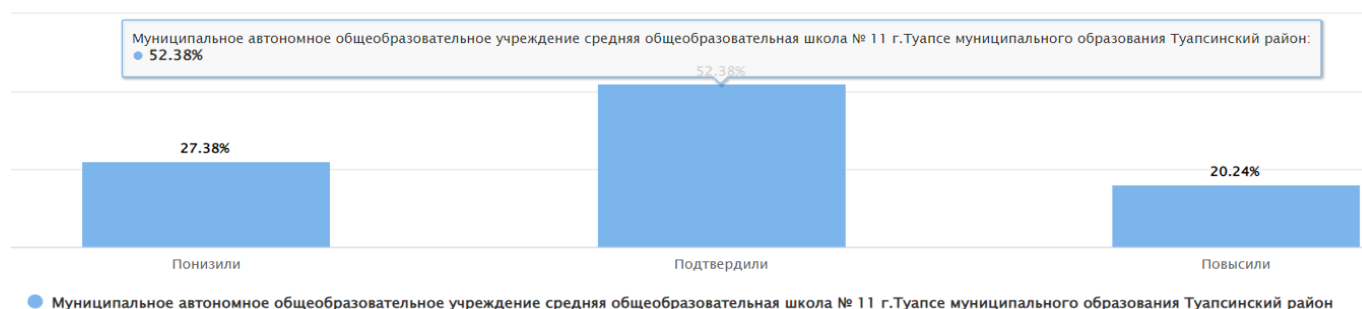 Муниципальное автономное общеобразовательное учреждение средняя общеобразовательная школа № 11 г.Туапсе муниципального образования Туапсинский район:
● 52.38%
52.38%
27.38%
20.24%
Понизили Подтвердили Повысили
Муниципальное автономное общеобразовательное учреждение средняя общеобразовательная школа № 11 г.Туапсе муниципального образования Туапсинский район